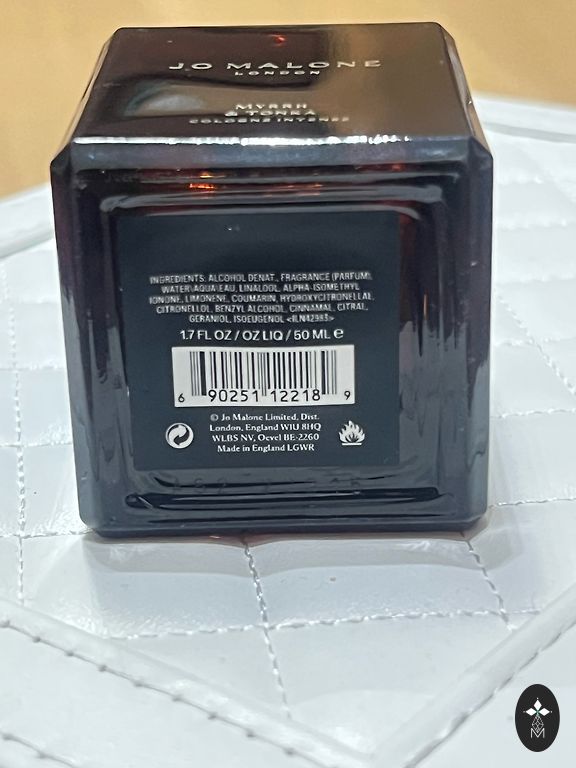 JO MALONE
LONDON
MYRRH
& TONKA
COLOGNE INTENSE
INGREDIENTS: ALCOHOL DENAT., FRAGRANCE (PARFUM),
WATER\AQUA\EAU, LINALOOL, ALPHA-ISOMETHYL
IONONE, LIMONENE, COUMARIN, HYDROXYCITRONELLAL,
CITRONELLOL, BENZYL ALCOHOL, CINNAMAL, CITRAL,
GERANIOL, ISOEUGENOL <ILN42983>
1.7 FL OZ / OZ LIQ / 50 ML e
6 90251 12218 9
© Jo Malone Limited, Dist.
London, England W1U 8HQ
WLBS NV, Oevel BE-2260
Made in England LGWR
M